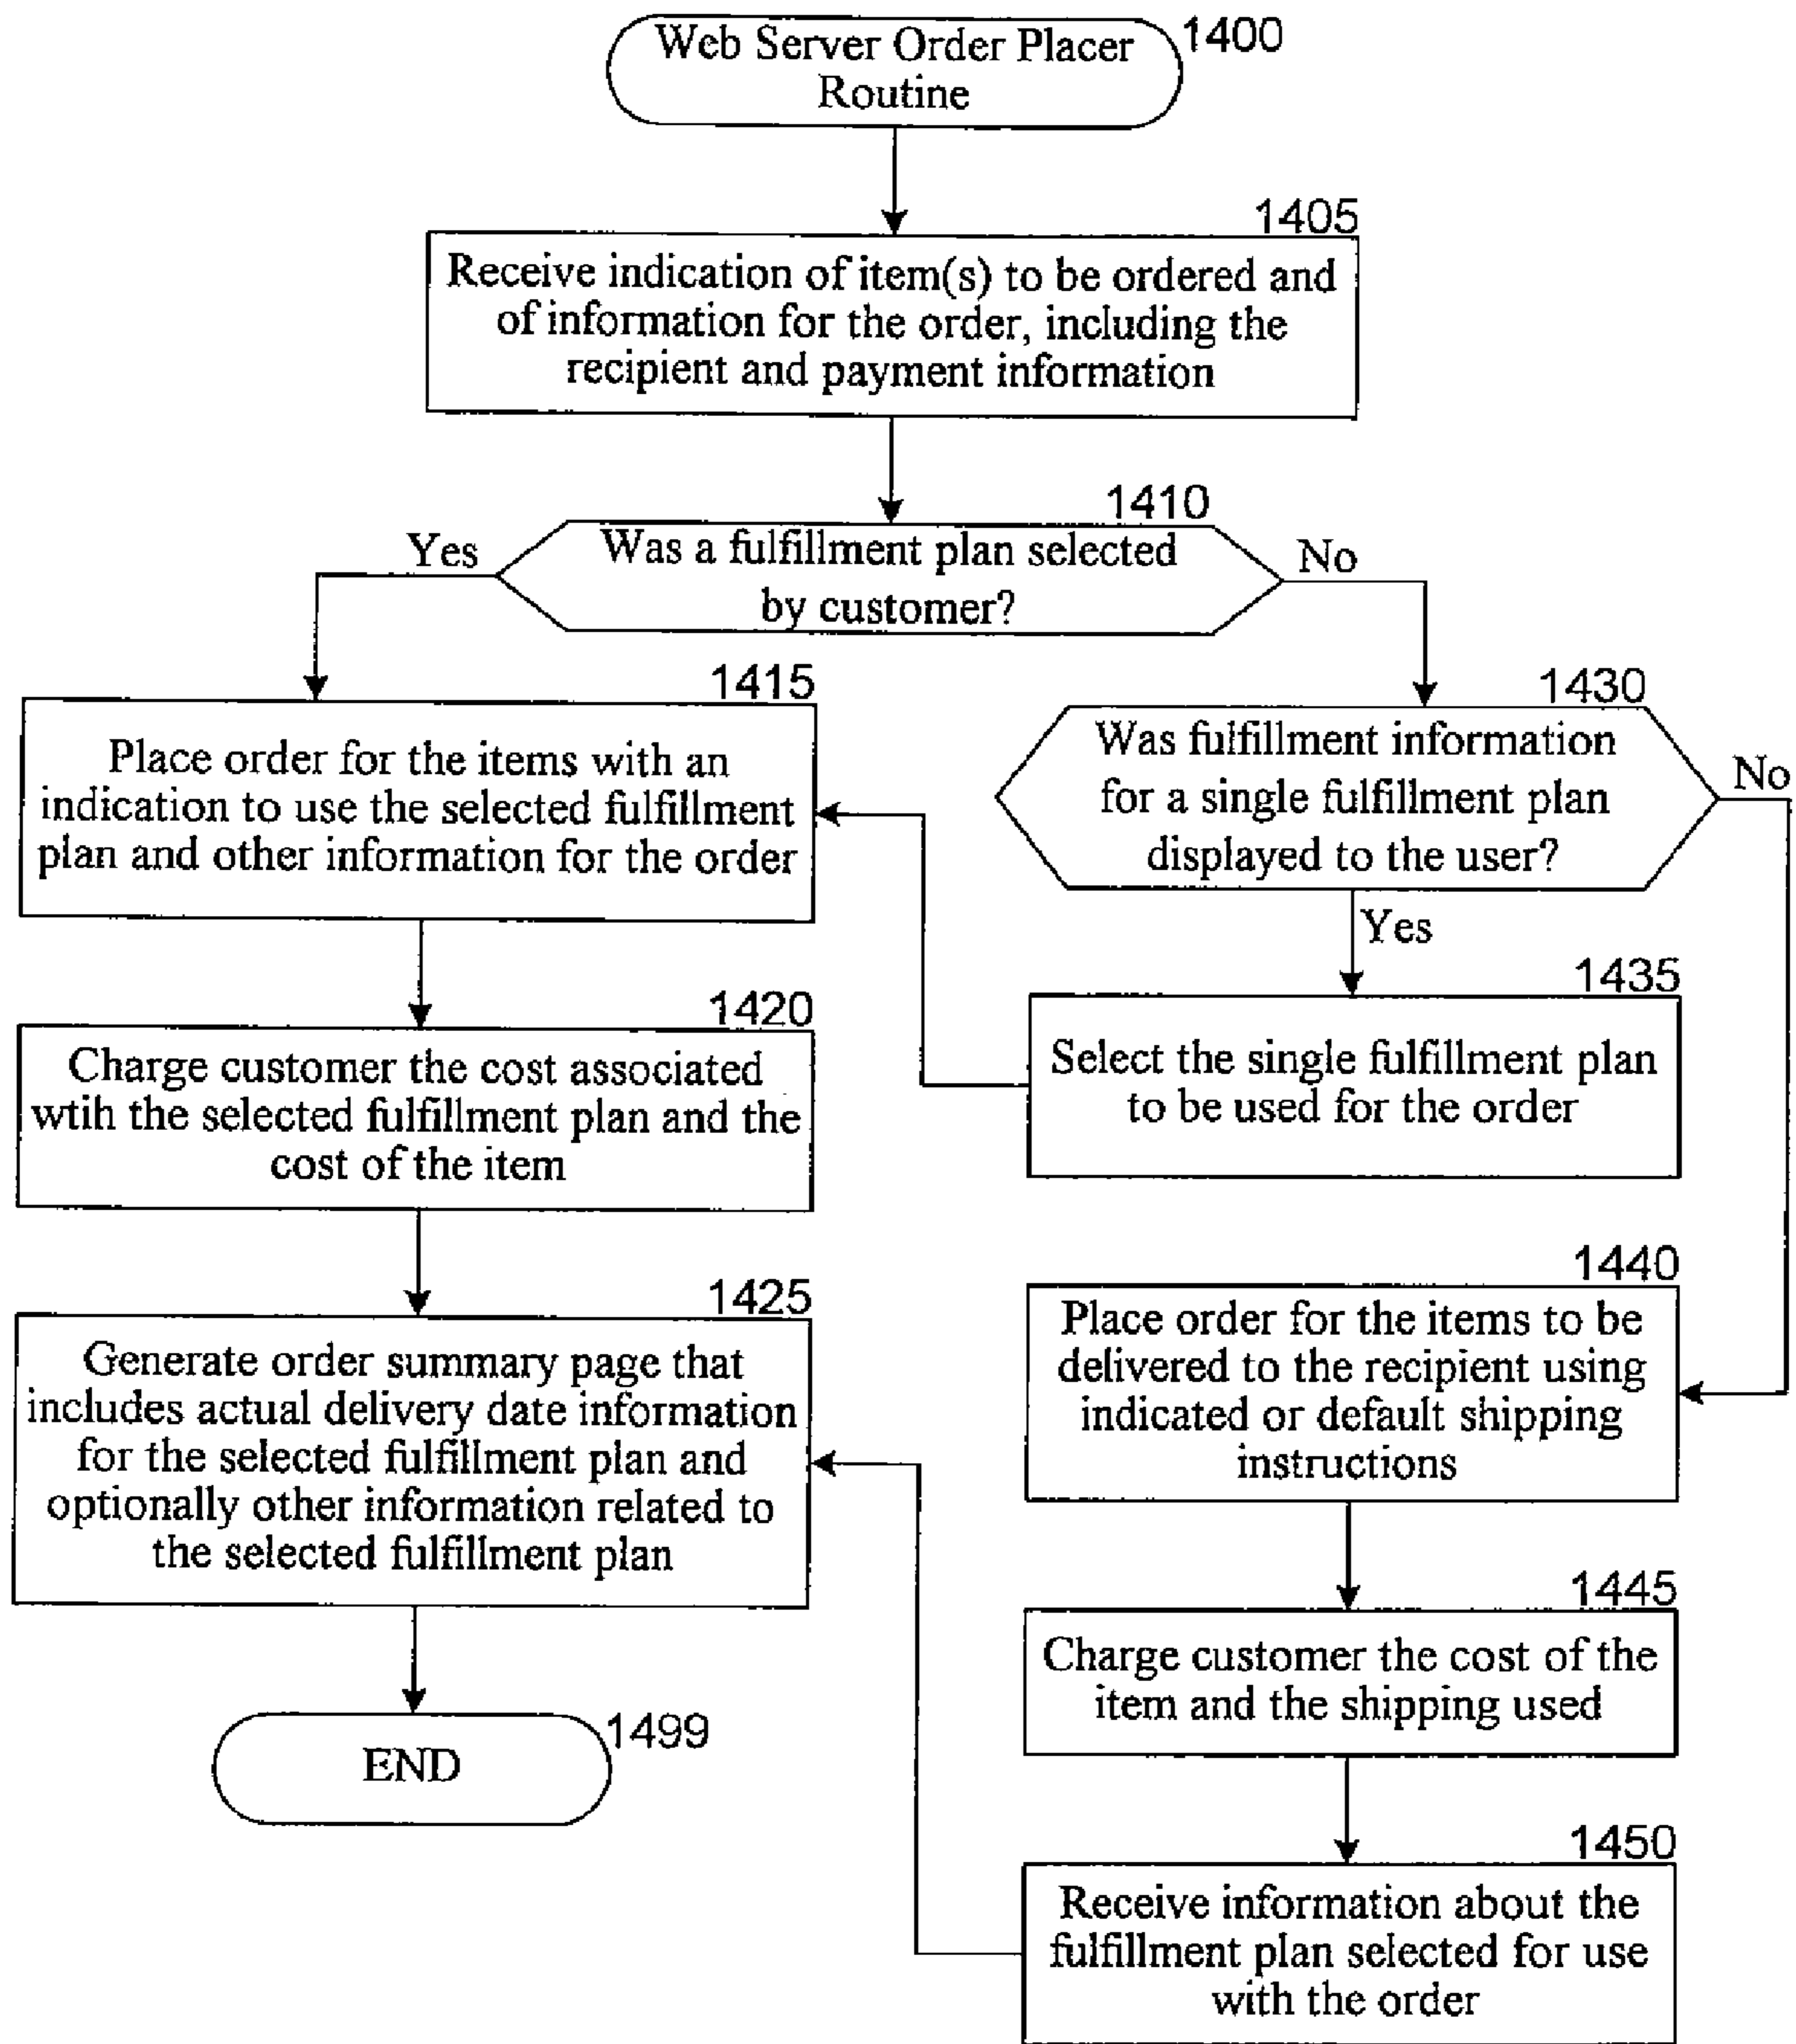 Web Server Order Placer
Routine
1400
1405
Receive indication of item(s) to be ordered and
of information for the order, including the
recipient and payment information
1410
Was a fulfillment plan selected
by customer?
Yes
No
1415
Place order for the items with an
indication to use the selected fulfillment
plan and other information for the order
1430
Was fulfillment information
for a single fulfillment plan
displayed to the user?
No
Yes
1435
Select the single fulfillment plan
to be used for the order
1420
Charge customer the cost associated
wtih the selected fulfillment plan and the
cost of the item
1425
Generate order summary page that
includes actual delivery date information
for the selected fulfillment plan and
optionally other information related to
the selected fulfillment plan
1440
Place order for the items to be
delivered to the recipient using
indicated or default shipping
instructions
1445
Charge customer the cost of the
item and the shipping used
1450
Receive information about the
fulfillment plan selected for use
with the order
END
1499